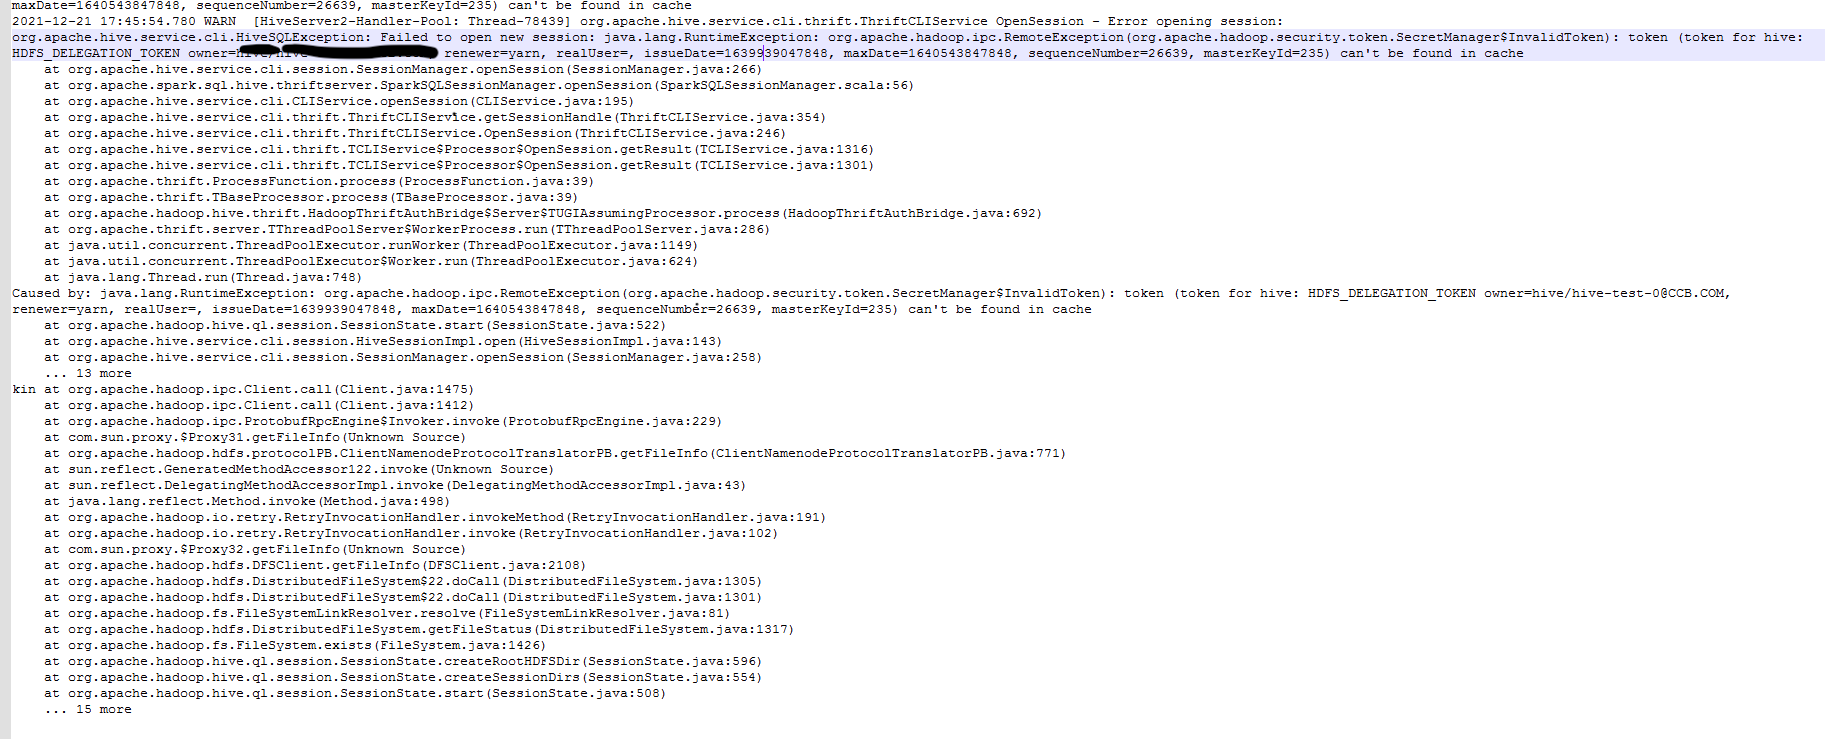 maxDate=1640543847848, sequenceNumber=26639, masterKeyId=235) can't be found in cache
2021-12-21 17:45:54.780 WARN  [HiveServer2-Handler-Pool: Thread-78439] org.apache.hive.service.cli.thrift.ThriftCLIService OpenSession - Error opening session:
org.apache.hive.service.cli.HiveSQLException: Failed to open new session: java.lang.RuntimeException: org.apache.hadoop.ipc.RemoteException(org.apache.hadoop.security.token.SecretManager$InvalidToken): token (token for hive:
HDFS_DELEGATION_TOKEN owner= renewer=yarn, realUser=, issueDate=1639939047848, maxDate=1640543847848, sequenceNumber=26639, masterKeyId=235) can't be found in cache
at org.apache.hive.service.cli.session.SessionManager.openSession(SessionManager.java:266)
at org.apache.spark.sql.hive.thriftserver.SparkSQLSessionManager.openSession(SparkSQLSessionManager.scala:56)
at org.apache.hive.service.cli.CLIService.openSession(CLIService.java:195)
at org.apache.hive.service.cli.thrift.ThriftCLIService.getSessionHandle(ThriftCLIService.java:354)
at org.apache.hive.service.cli.thrift.ThriftCLIService.OpenSession(ThriftCLIService.java:246)
at org.apache.hive.service.cli.thrift.TCLIService$Processor$OpenSession.getResult(TCLIService.java:1316)
at org.apache.hive.service.cli.thrift.TCLIService$Processor$OpenSession.getResult(TCLIService.java:1301)
at org.apache.thrift.ProcessFunction.process(ProcessFunction.java:39)
at org.apache.thrift.TBaseProcessor.process(TBaseProcessor.java:39)
at org.apache.hadoop.hive.thrift.HadoopThriftAuthBridge$Server$TUGIAssumingProcessor.process(HadoopThriftAuthBridge.java:692)
at org.apache.thrift.server.TThreadPoolServer$WorkerProcess.run(TThreadPoolServer.java:286)
at java.util.concurrent.ThreadPoolExecutor.runWorker(ThreadPoolExecutor.java:1149)
at java.util.concurrent.ThreadPoolExecutor$Worker.run(ThreadPoolExecutor.java:624)
at java.lang.Thread.run(Thread.java:748)
Caused by: java.lang.RuntimeException: org.apache.hadoop.ipc.RemoteException(org.apache.hadoop.security.token.SecretManager$InvalidToken): token (token for hive: HDFS_DELEGATION_TOKEN owner=hive/hive-test-0@CCB.COM,
renewer=yarn, realUser=, issueDate=1639939047848, maxDate=1640543847848, sequenceNumber=26639, masterKeyId=235) can't be found in cache
at org.apache.hadoop.hive.ql.session.SessionState.start(SessionState.java:522)
at org.apache.hive.service.cli.session.HiveSessionImpl.open(HiveSessionImpl.java:143)
at org.apache.hive.service.cli.session.SessionManager.openSession(SessionManager.java:258)
... 13 more
kin at org.apache.hadoop.ipc.Client.call(Client.java:1475)
at org.apache.hadoop.ipc.Client.call(Client.java:1412)
at org.apache.hadoop.ipc.ProtobufRpcEngine$Invoker.invoke(ProtobufRpcEngine.java:229)
at com.sun.proxy.$Proxy31.getFileInfo(Unknown Source)
at org.apache.hadoop.hdfs.protocolPB.ClientNamenodeProtocolTranslatorPB.getFileInfo(ClientNamenodeProtocolTranslatorPB.java:771)
at sun.reflect.GeneratedMethodAccessor122.invoke(Unknown Source)
at sun.reflect.DelegatingMethodAccessorImpl.invoke(DelegatingMethodAccessorImpl.java:43)
at java.lang.reflect.Method.invoke(Method.java:498)
at org.apache.hadoop.io.retry.RetryInvocationHandler.invokeMethod(RetryInvocationHandler.java:191)
at org.apache.hadoop.io.retry.RetryInvocationHandler.invoke(RetryInvocationHandler.java:102)
at com.sun.proxy.$Proxy32.getFileInfo(Unknown Source)
at org.apache.hadoop.hdfs.DFSClient.getFileInfo(DFSClient.java:2108)
at org.apache.hadoop.hdfs.DistributedFileSystem$22.doCall(DistributedFileSystem.java:1305)
at org.apache.hadoop.hdfs.DistributedFileSystem$22.doCall(DistributedFileSystem.java:1301)
at org.apache.hadoop.fs.FileSystemLinkResolver.resolve(FileSystemLinkResolver.java:81)
at org.apache.hadoop.hdfs.DistributedFileSystem.getFileStatus(DistributedFileSystem.java:1317)
at org.apache.hadoop.fs.FileSystem.exists(FileSystem.java:1426)
at org.apache.hadoop.hive.ql.session.SessionState.createRootHDFSDir(SessionState.java:596)
at org.apache.hadoop.hive.ql.session.SessionState.createSessionDirs(SessionState.java:554)
at org.apache.hadoop.hive.ql.session.SessionState.start(SessionState.java:508)
... 15 more